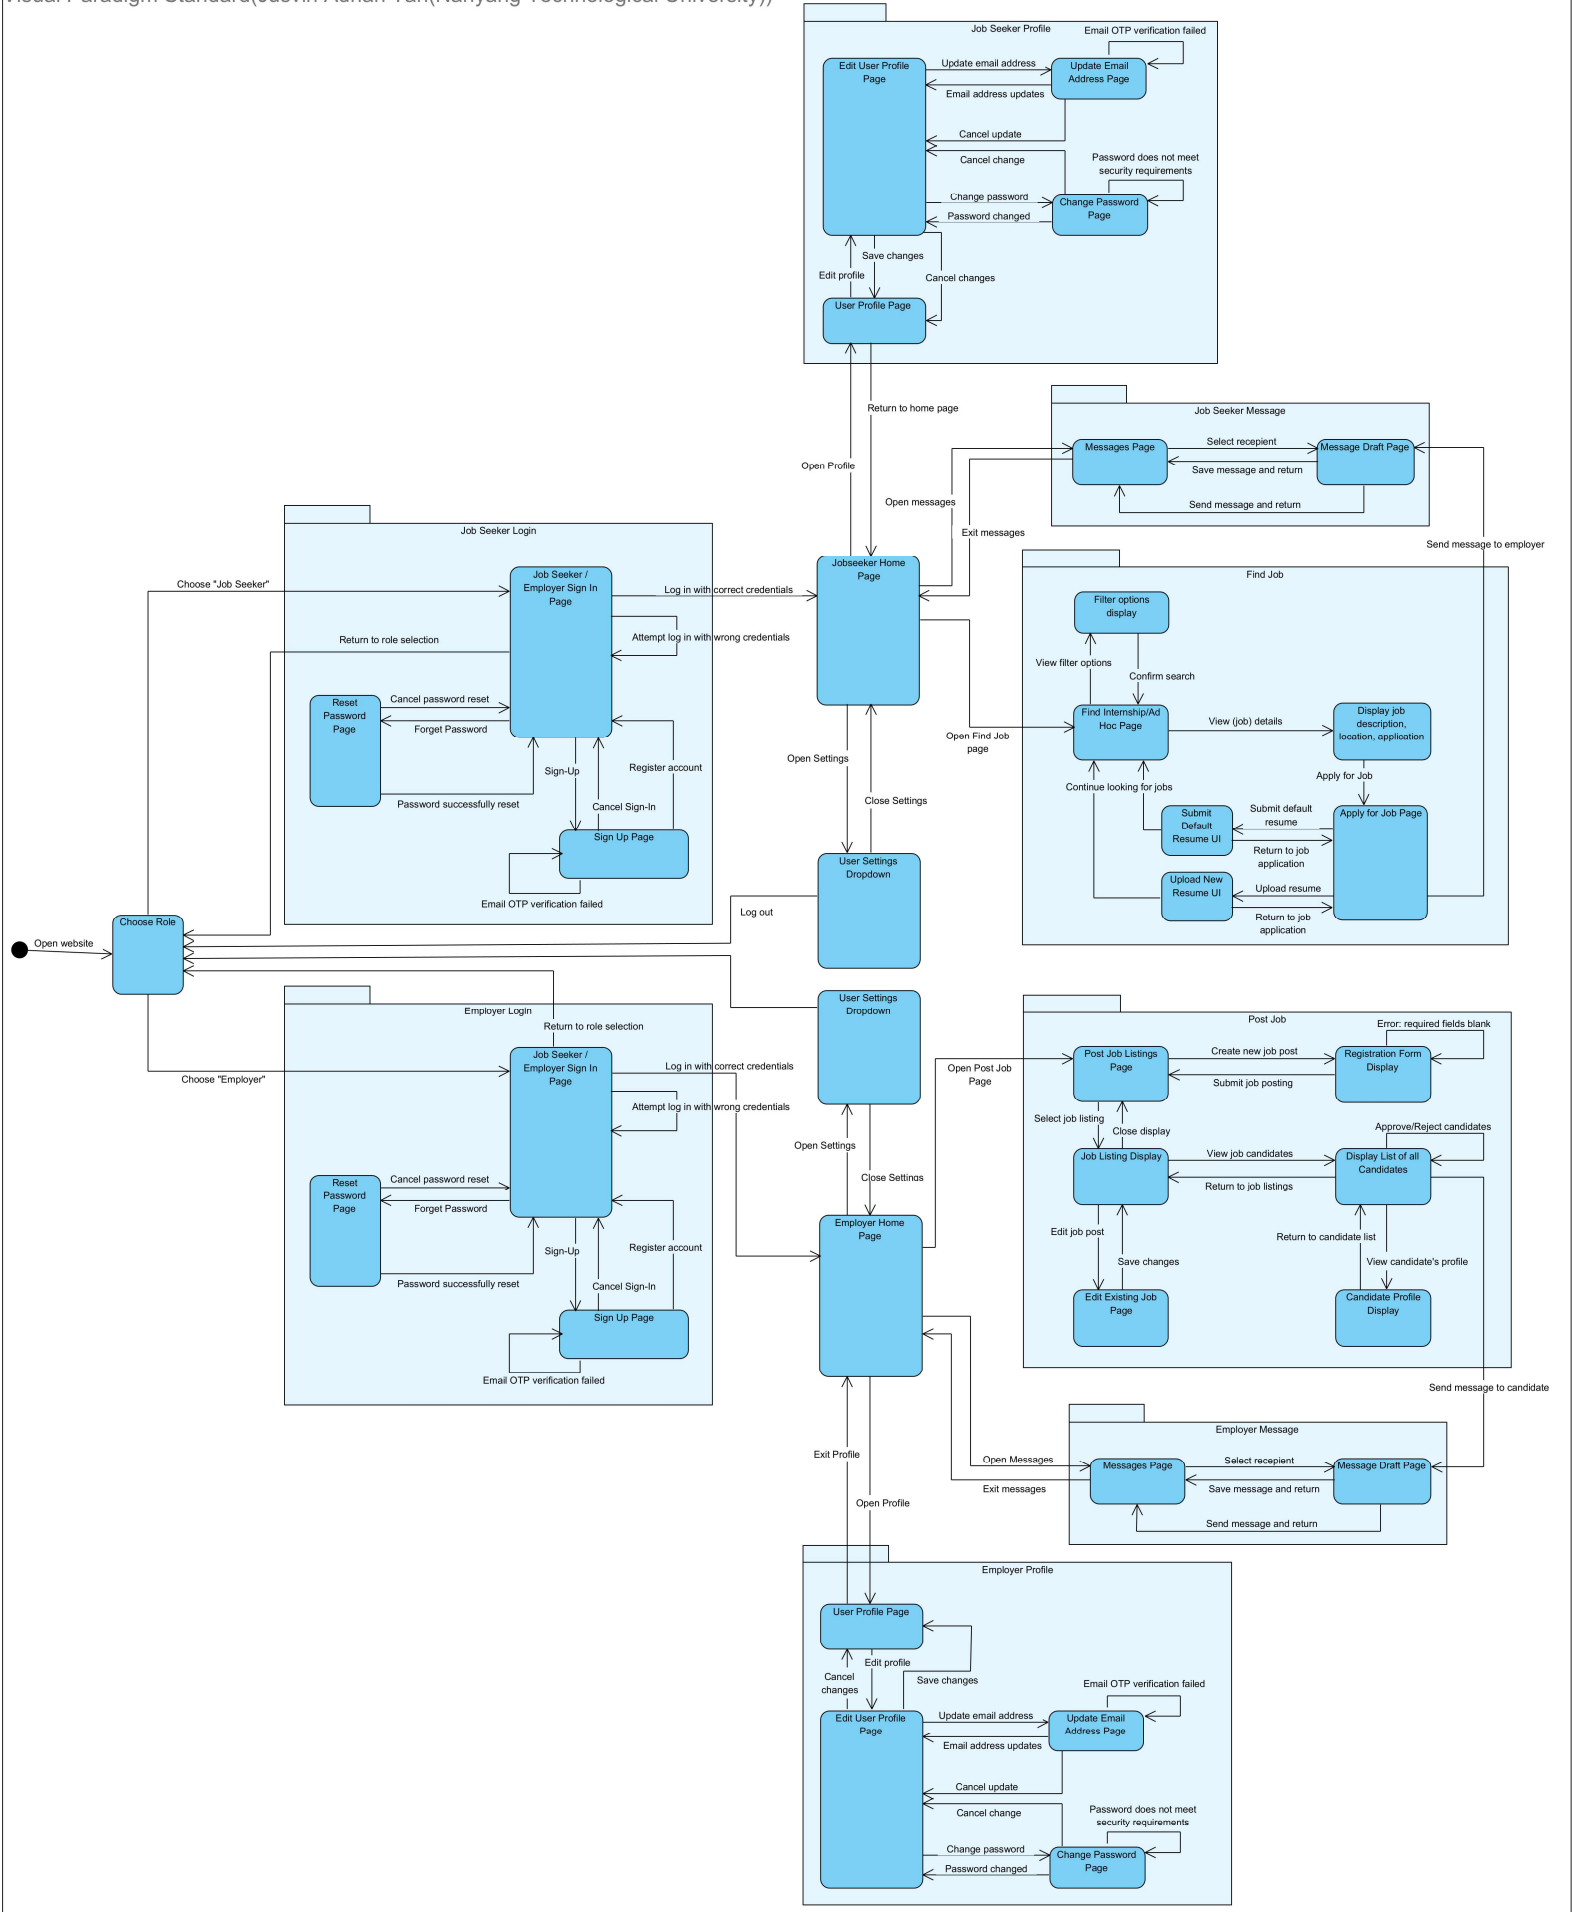 Visual Paradigm Standard(Jusvin Adrian Tan(Nanyang Technological University))
Job Seeker Profile
Email OTP verification failed
Edit User Profile
Page
Update email address
Update Email
Address Page
Email address updates
Cancel update
Cancel change
Password does not meet
security requirements
Change password
Change Password
Page
Password changed
Save changes
Edit profile
Cancel changes
User Profile Page
Return to home page
Open Profile
Job Seeker Message
Messages Page
Select recepient
Message Draft Page
Save message and return
Send message and return
Open messages
Exit messages
Send message to employer
Job Seeker Login
Choose "Job Seeker"
Job Seeker /
Employer Sign In
Page
Log in with correct credentials
Attempt log in with wrong credentials
Return to role selection
Reset
Password
Page
Cancel password reset
Forget Password
Password successfully reset
Sign-Up
Register account
Cancel Sign-In
Sign Up Page
Email OTP verification failed
Jobseeker Home
Page
Open Settings
Close Settings
User Settings
Dropdown
Log out
Find Job
Filter options
display
View filter options
Confirm search
Find Internship/Ad
Hoc Page
Open Find Job
page
View (job) details
Display job
description,
location, application
Apply for Job
Continue looking for jobs
Submit
Default
Resume UI
Submit default
resume
Apply for Job Page
Return to job
application
Upload New
Resume UI
Upload resume
Return to job
application
Choose Role
Open website
User Settings
Dropdown
Employer Login
Return to role selection
Choose "Employer"
Job Seeker /
Employer Sign In
Page
Log in with correct credentials
Attempt log in with wrong credentials
Reset
Password
Page
Cancel password reset
Forget Password
Password successfully reset
Sign-Up
Register account
Cancel Sign-In
Sign Up Page
Email OTP verification failed
Open Settings
Close Settings
Employer Home
Page
Post Job
Error: required fields blank
Open Post Job
Page
Post Job Listings
Page
Create new job post
Registration Form
Display
Submit job posting
Select job listing
Close display
Approve/Reject candidates
Job Listing Display
View job candidates
Display List of all
Candidates
Return to job listings
Edit job post
Save changes
Return to candidate list
View candidate's profile
Edit Existing Job
Page
Candidate Profile
Display
Send message to candidate
Employer Message
Open Messages
Messages Page
Select recepient
Message Draft Page
Exit messages
Save message and return
Send message and return
Exit Profile
Open Profile
Employer Profile
User Profile Page
Edit profile
Cancel
changes
Save changes
Email OTP verification failed
Edit User Profile
Page
Update email address
Update Email
Address Page
Email address updates
Cancel update
Cancel change
Password does not meet
security requirements
Change password
Change Password
Page
Password changed